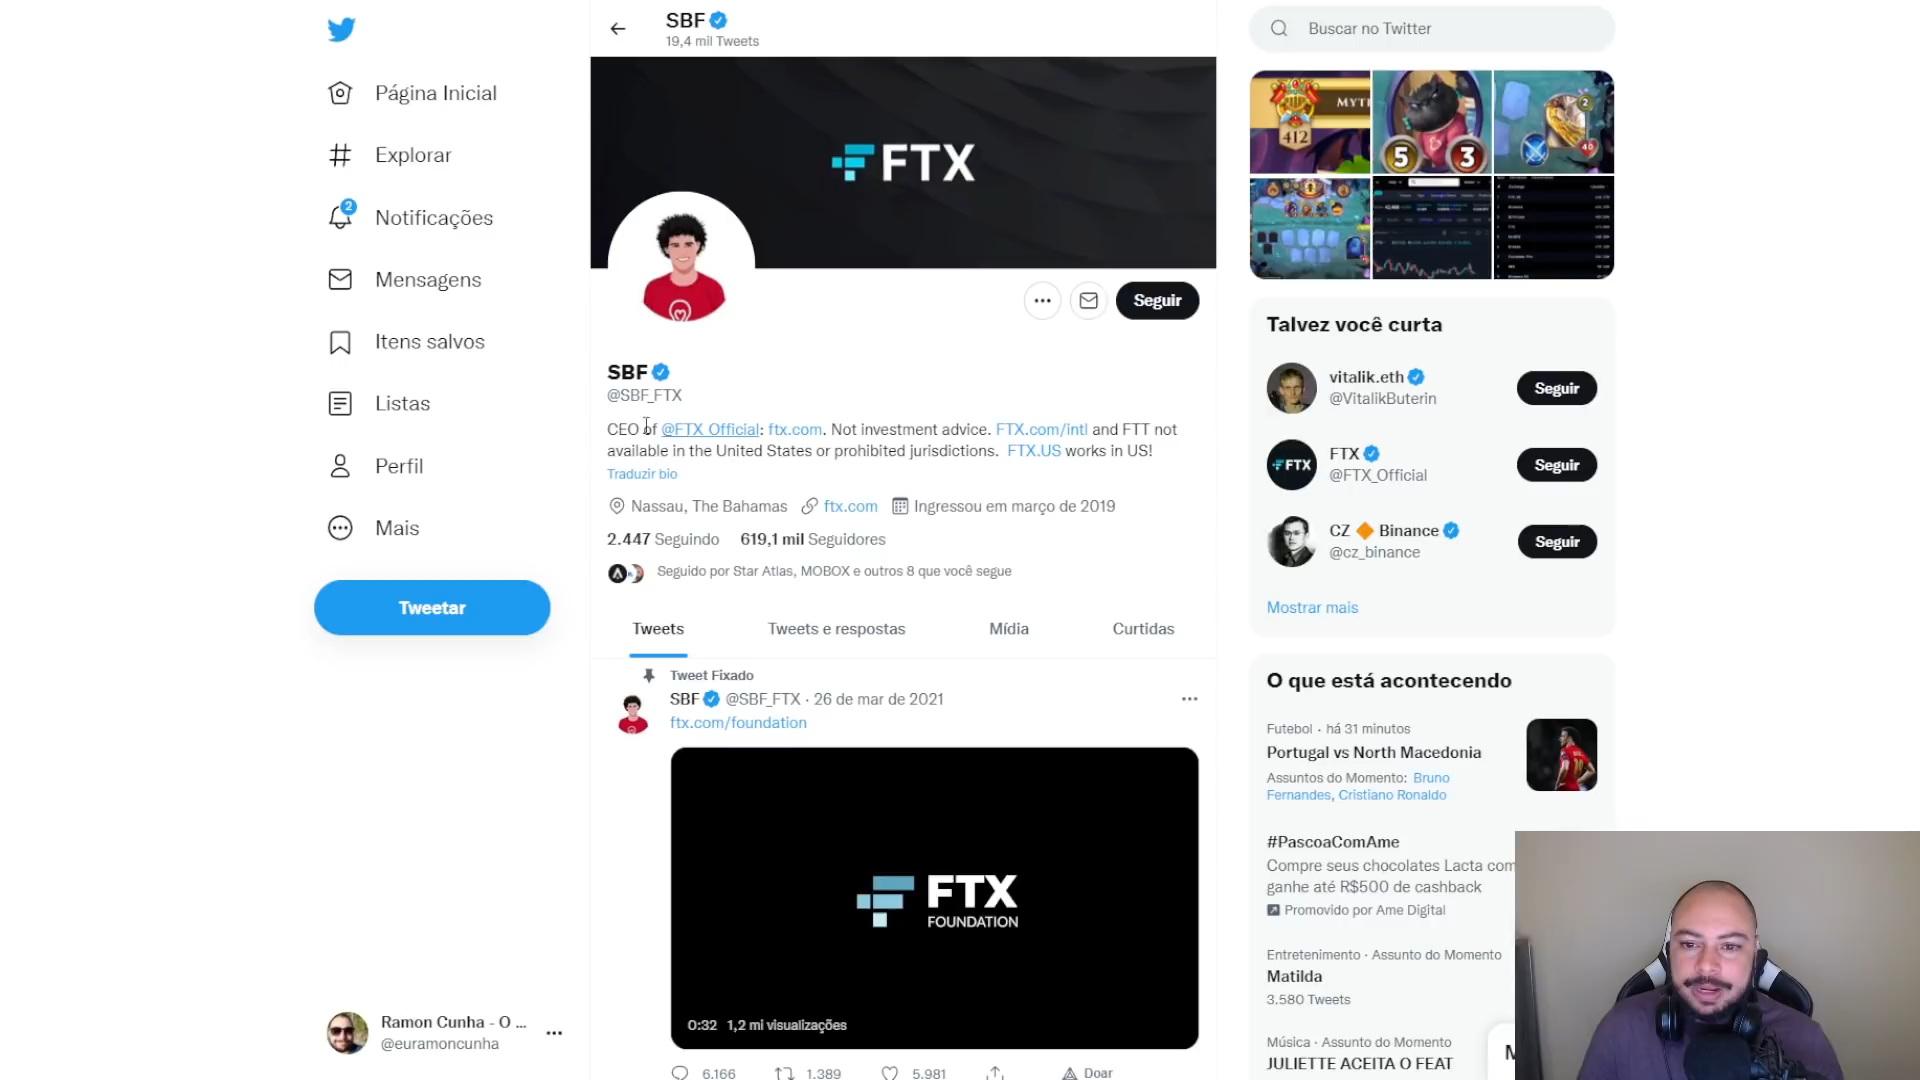 SBF
19,4 mil Tweets
Buscar no Twitter
Página Inicial
Explorar
2
Notificações
Mensagens
Itens salvos
Listas
Perfil
Mais
Tweetar
Ramon Cunha - O ...
@euramoncunha
FTX
Seguir
SBF
@SBF_FTX
CEO of @FTX_Official: ftx.com. Not investment advice. FTX.com/intl and FTT not
available in the United States or prohibited jurisdictions. FTX.US works in US!
Traduzir bio
Nassau, The Bahamas ftx.com Ingressou em março de 2019
2.447 Seguindo 619,1 mil Seguidores
Seguido por Star Atlas, MOBOX e outros 8 que você segue
Tweets Tweets e respostas Mídia Curtidas
Tweet Fixado
SBF @SBF_FTX · 26 de mar de 2021
ftx.com/foundation
FTX
FOUNDATION
0:32 1,2 mi visualizações
6.166 1.389 5.981 Doar
412
5 3
2
40
Talvez você curta
vitalik.eth
@VitalikButerin
Seguir
FTX
FTX
@FTX_Official
Seguir
CZ Binance
@cz_binance
Seguir
Mostrar mais
O que está acontecendo
Futebol · há 31 minutos
Portugal vs North Macedonia
Assuntos do Momento: Bruno
Fernandes, Cristiano Ronaldo
#PascoaComAme
Compre seus chocolates Lacta com
ganhe até R$500 de cashback
Promovido por Ame Digital
Entretenimento · Assunto do Momento
Matilda
3.580 Tweets
Música · Assunto do Momento
JULIETTE ACEITA O FEAT